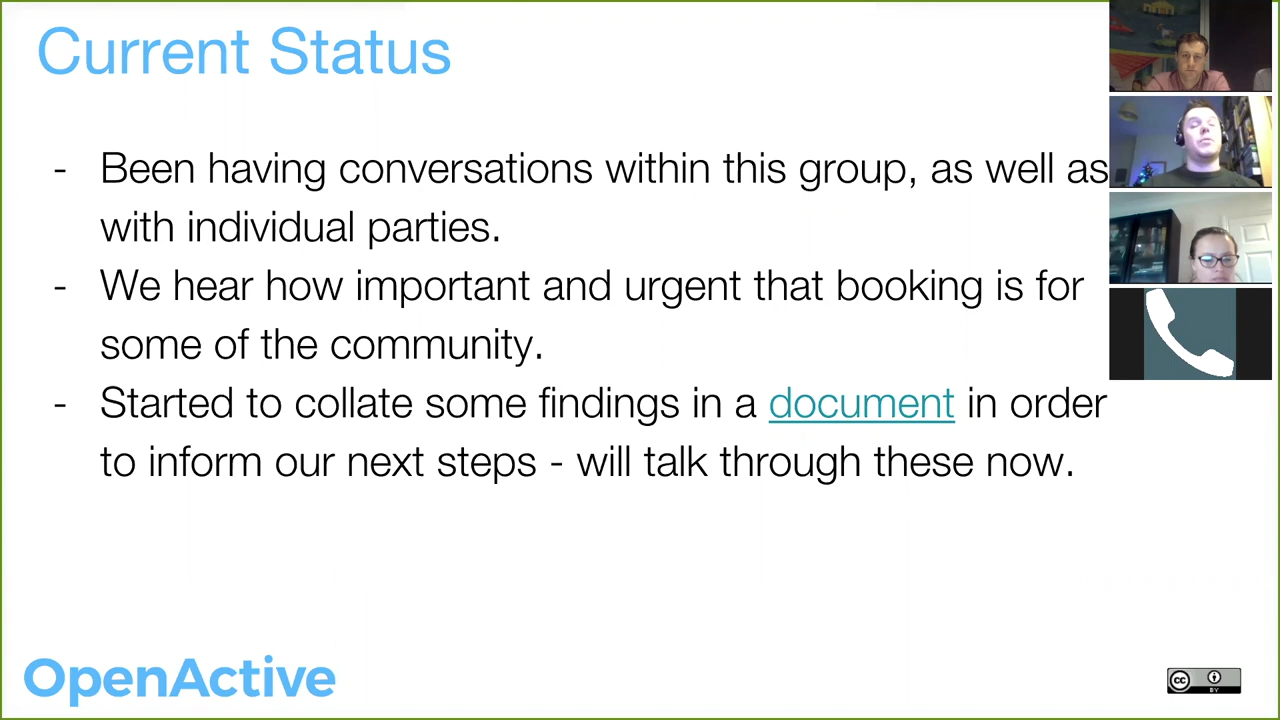 Current Status
- Been having conversations within this group, as well as
with individual parties.
- We hear how important and urgent that booking is for
some of the community.
- Started to collate some findings in a document in order
to inform our next steps - will talk through these now.
OpenActive
cc
BY